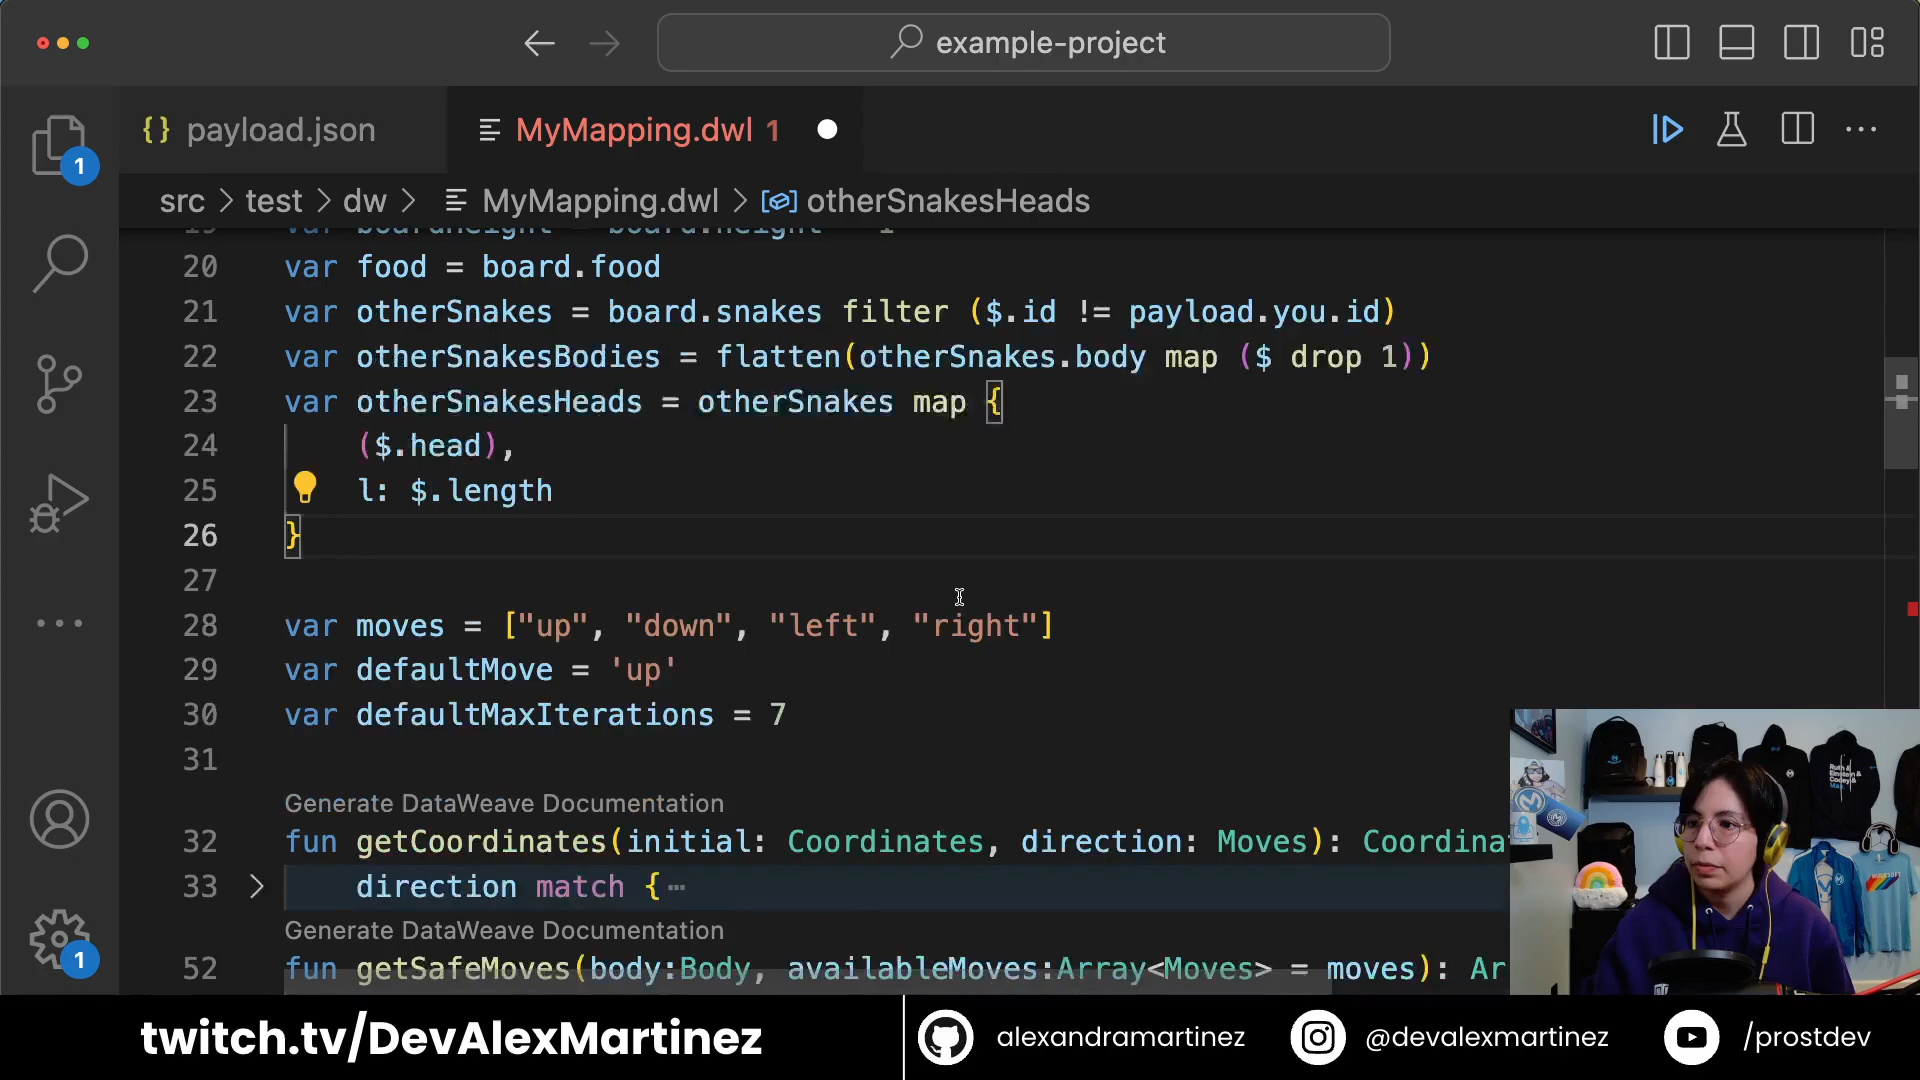 example-project
{} payload.json
MyMapping.dwl 1
src > test > dw > MyMapping.dwl > otherSnakesHeads
20 var food = board.food
21 var otherSnakes = board.snakes filter ($.id != payload.you.id)
22 var otherSnakesBodies = flatten(otherSnakes.body map ($ drop 1))
23 var otherSnakesHeads = otherSnakes map {
24 ($.head),
25 l: $.length
26 }
27
28 var moves = ["up", "down", "left", "right"]
29 var defaultMove = 'up'
30 var defaultMaxIterations = 7
31
Generate DataWeave Documentation
32 fun getCoordinates(initial: Coordinates, direction: Moves): Coordina
33 direction match {
Generate DataWeave Documentation
52 fun getSafeMoves(body:Body, availableMoves:Array<Moves> = moves): Ar
1
1
twitch.tv/DevAlexMartinez
alexandramartinez
@devalexmartinez
/prostdev